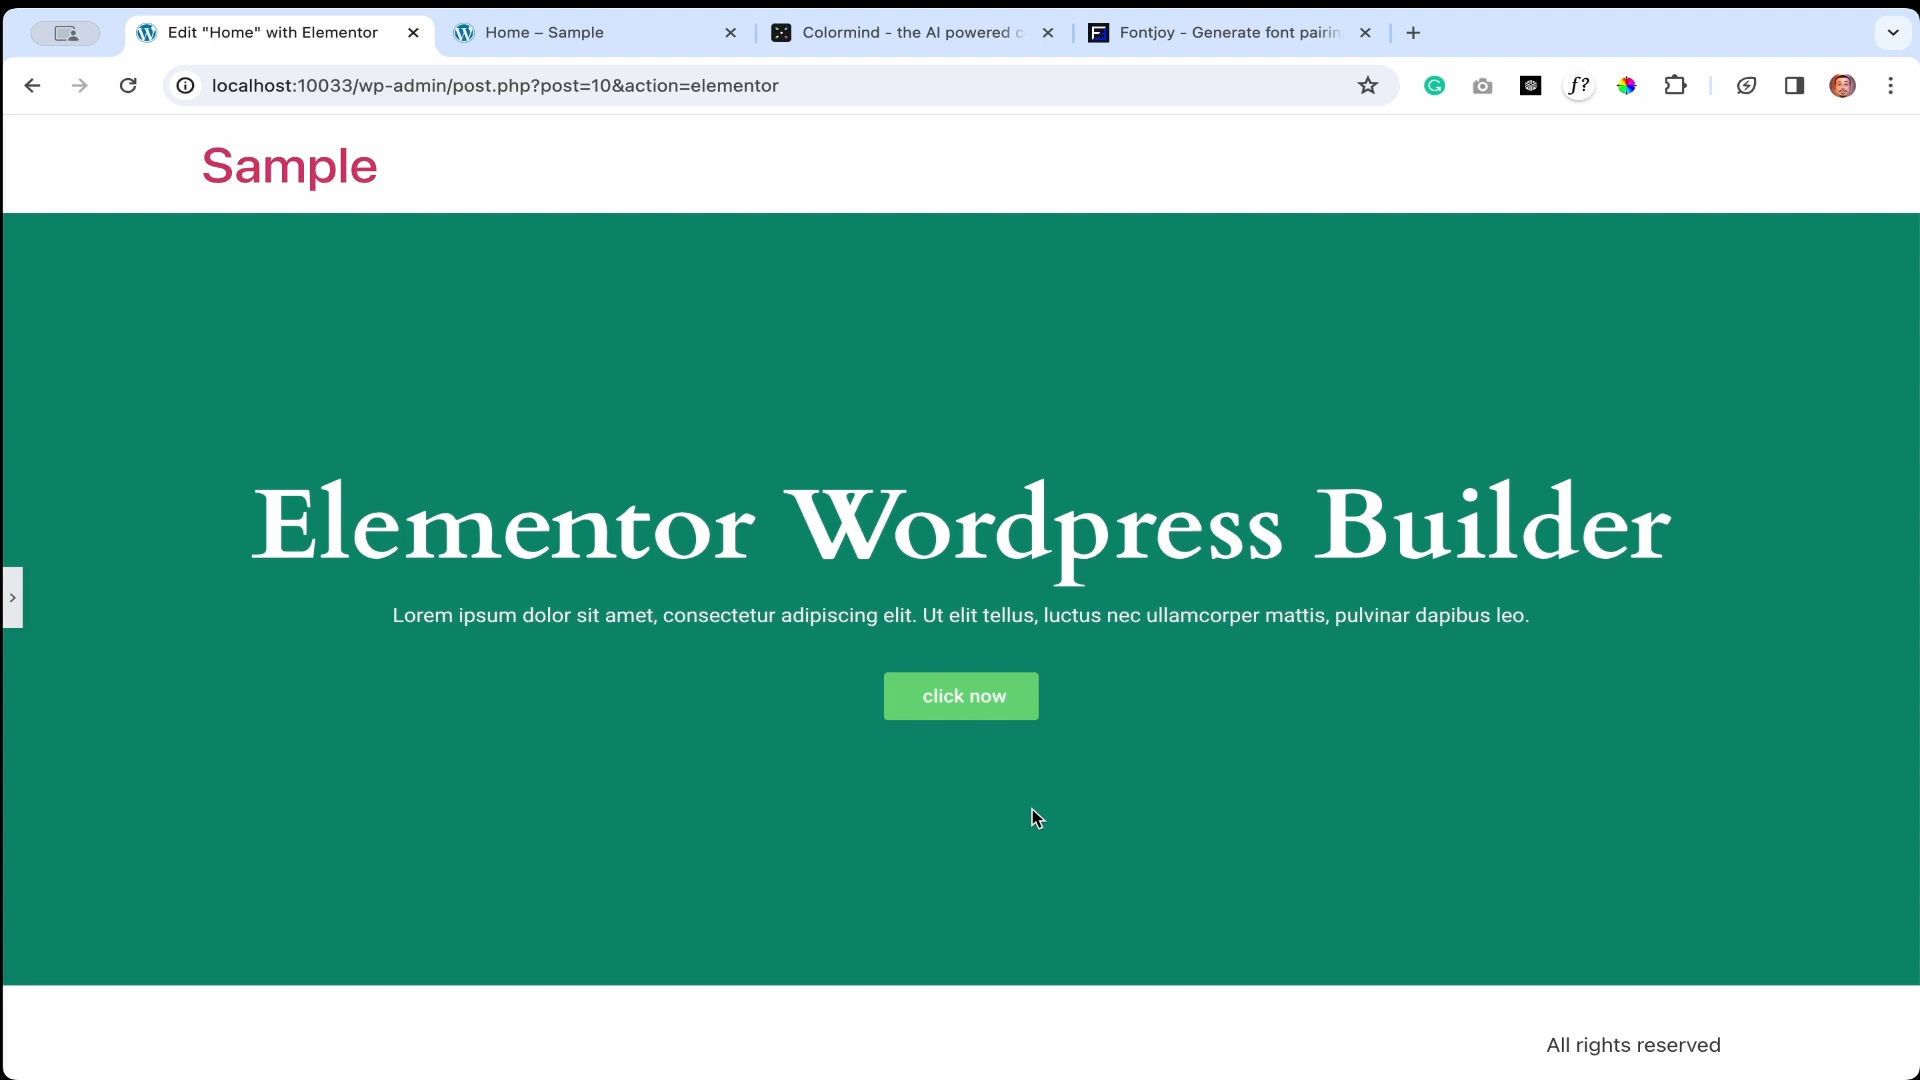 Edit "Home" with Elementor
Home – Sample
Colormind - the AI powered c
Fontjoy - Generate font pairin
localhost:10033/wp-admin/post.php?post=10&action=elementor
f?
Sample
Elementor Wordpress Builder
Lorem ipsum dolor sit amet, consectetur adipiscing elit. Ut elit tellus, luctus nec ullamcorper mattis, pulvinar dapibus leo.
click now
All rights reserved